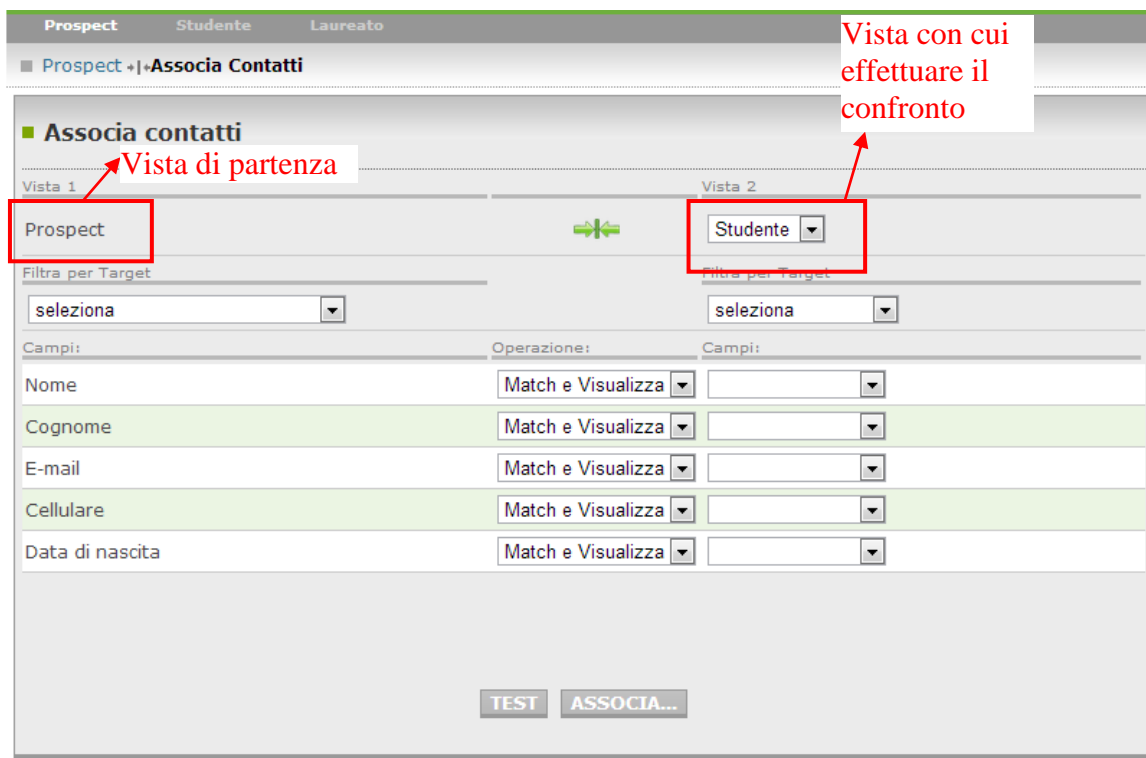 Prospect Studente Laureato
Vista con cui
effettuare il
confronto
Prospect Associa Contatti
Associa contatti
Vista di partenza
Vista 1 Vista 2
Prospect Studente
Filtra per Target Filtra per Target
seleziona seleziona
Campi: Operazione: Campi:
Nome Match e Visualizza
Cognome Match e Visualizza
E-mail Match e Visualizza
Cellulare Match e Visualizza
Data di nascita Match e Visualizza
TEST ASSOCIA...